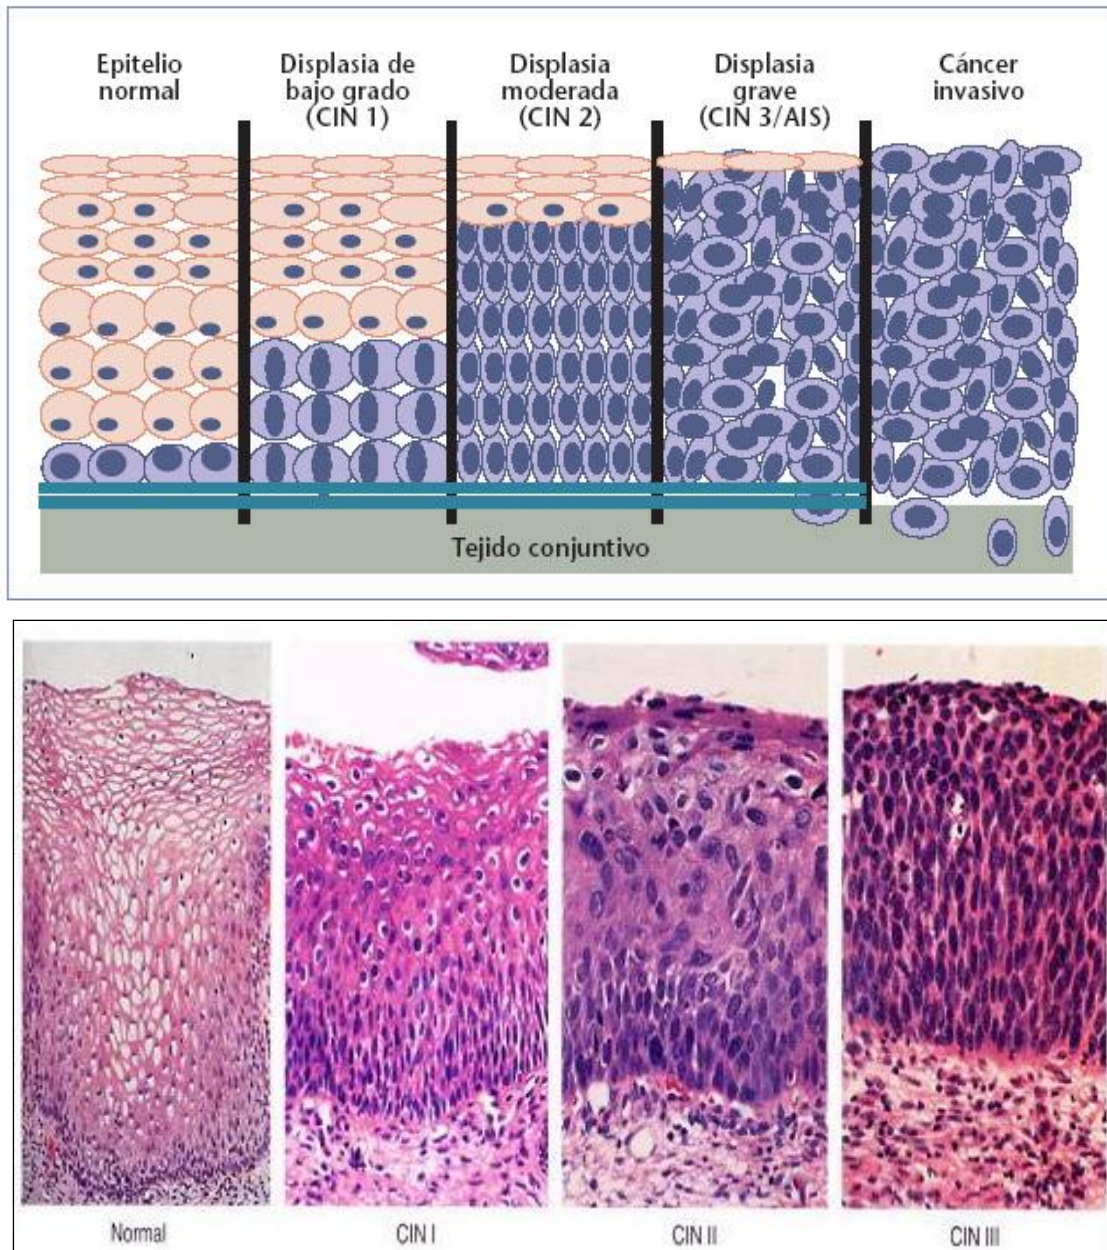 Epitelio
normal
Displasia de
bajo grado
(CIN 1)
Displasia
moderada
(CIN 2)
Displasia
grave
(CIN 3/AIS)
Cáncer
invasivo
Tejido conjuntivo
Normal
CIN I
CIN II
CIN III